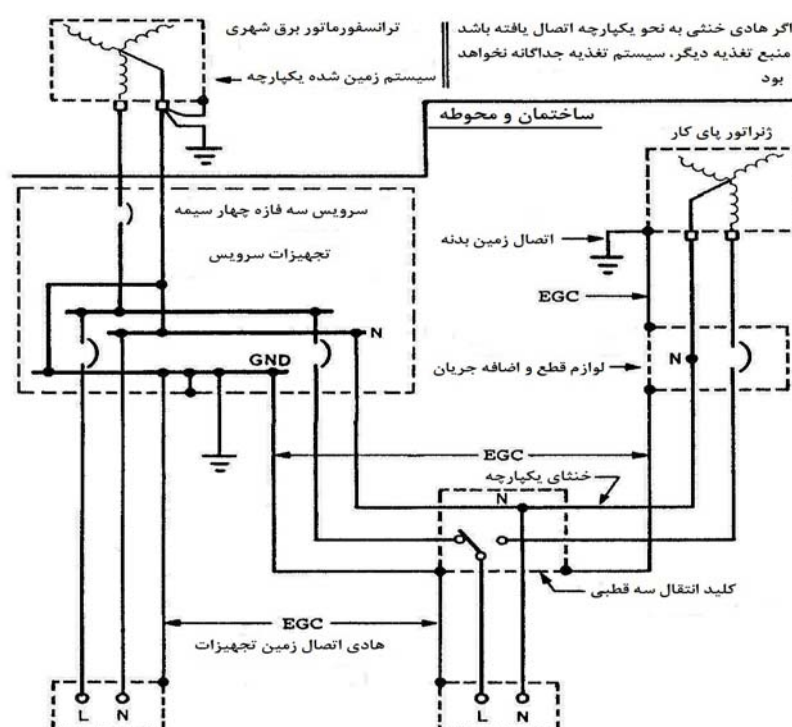 اگر هادی خنثی به نحو یکپارچه اتصال یافته باشد
منبع تغذیه دیگر، سیستم تغذیه جداگانه نخواهد
بود
ترانسفورماتور برق شهری
سیستم زمین شده یکپارچه
ساختمان و محوطه
ژنراتور پای کار
سرویس سه فازه چهار سیمه
تجهیزات سرویس
اتصال زمین بدنه
EGC
N
GND
N
لوازم قطع و اضافه جریان
EGC
خنثای یکپارچه
N
کلید انتقال سه قطبی
EGC
هادی اتصال زمین تجهیزات
L N
L N